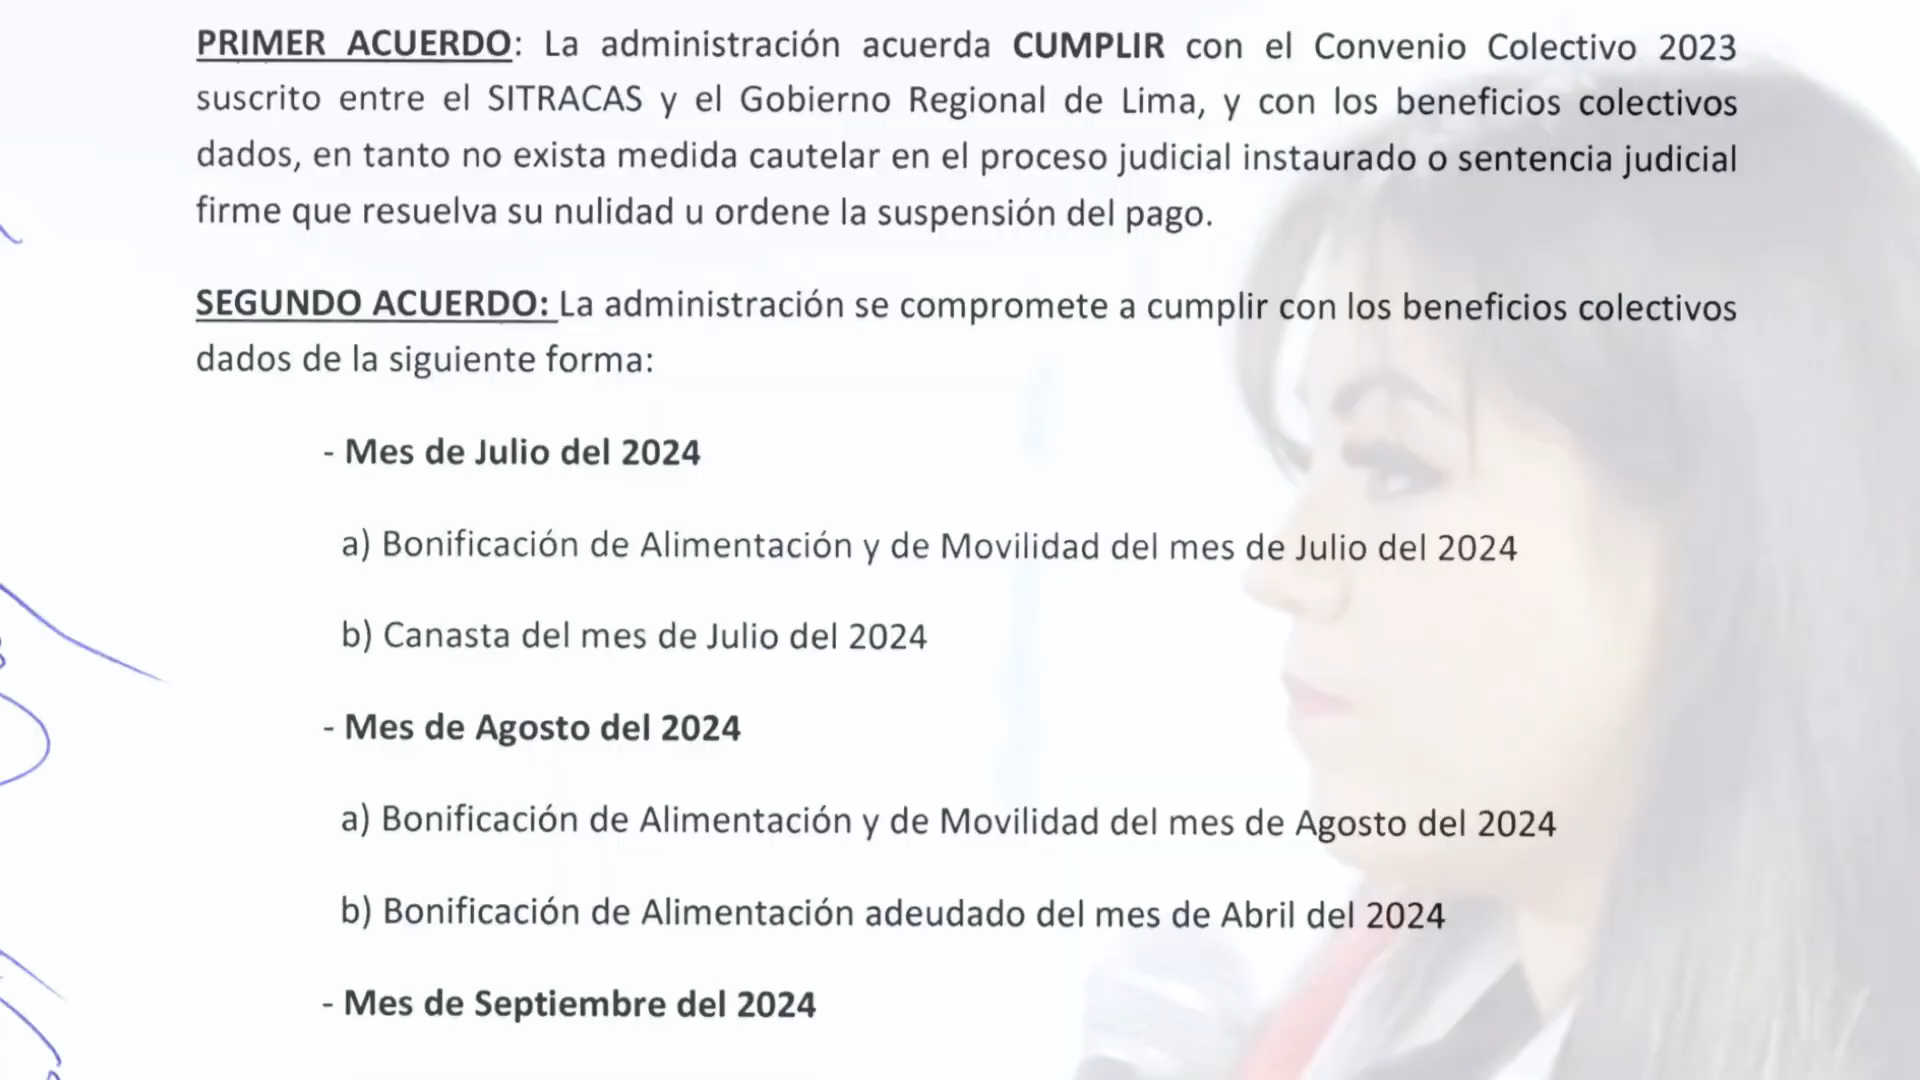 PRIMER ACUERDO: La administración acuerda CUMPLIR con el Convenio Colectivo 2023
suscrito entre el SITRACAS y el Gobierno Regional de Lima, y con los beneficios colectivos
dados, en tanto no exista medida cautelar en el proceso judicial instaurado o sentencia judicial
firme que resuelva su nulidad u ordene la suspensión del pago.
SEGUNDO ACUERDO: La administración se compromete a cumplir con los beneficios colectivos
dados de la siguiente forma:
- Mes de Julio del 2024
a) Bonificación de Alimentación y de Movilidad del mes de Julio del 2024
b) Canasta del mes de Julio del 2024
- Mes de Agosto del 2024
a) Bonificación de Alimentación y de Movilidad del mes de Agosto del 2024
b) Bonificación de Alimentación adeudado del mes de Abril del 2024
- Mes de Septiembre del 2024